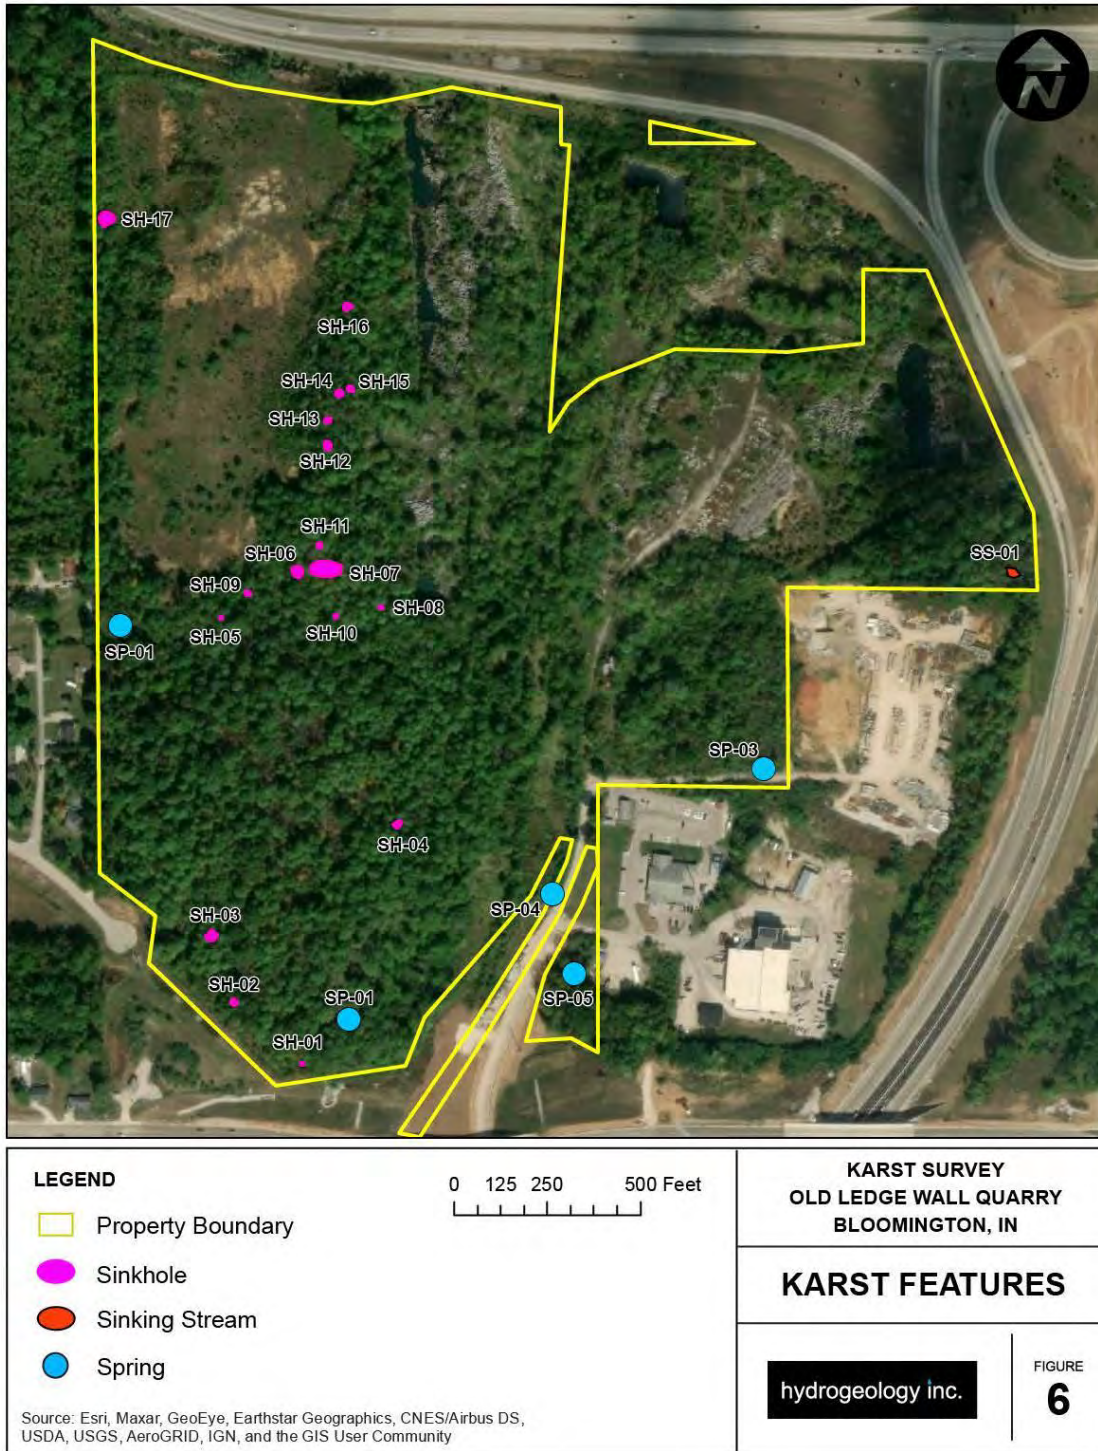 N
SH-17
SH-16
SH-14
SH-15
SH-13
SH-12
SH-11
SH-06
SH-07
SS-01
SH-09
SH-08
SH-05
SH-10
SP-01
SP-03
SH-04
SP-04
SH-03
SP-05
SH-02
SP-01
SH-01
LEGEND
Property Boundary
Sinkhole
Sinking Stream
Spring
0 125 250 500 Feet
Source: Esri, Maxar, GeoEye, Earthstar Geographics, CNES/Airbus DS,
USDA, USGS, AeroGRID, IGN, and the GIS User Community
KARST SURVEY
OLD LEDGE WALL QUARRY
BLOOMINGTON, IN
KARST FEATURES
hydrogeology inc.
FIGURE
6